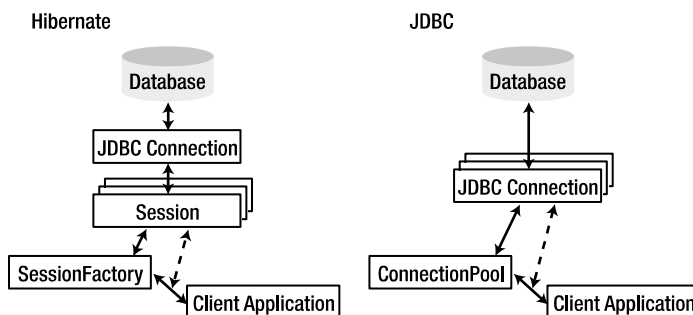 Hibernate
Database
JDBC Connection
Session
SessionFactory
Client Application
JDBC
Database
JDBC Connection
ConnectionPool
Client Application